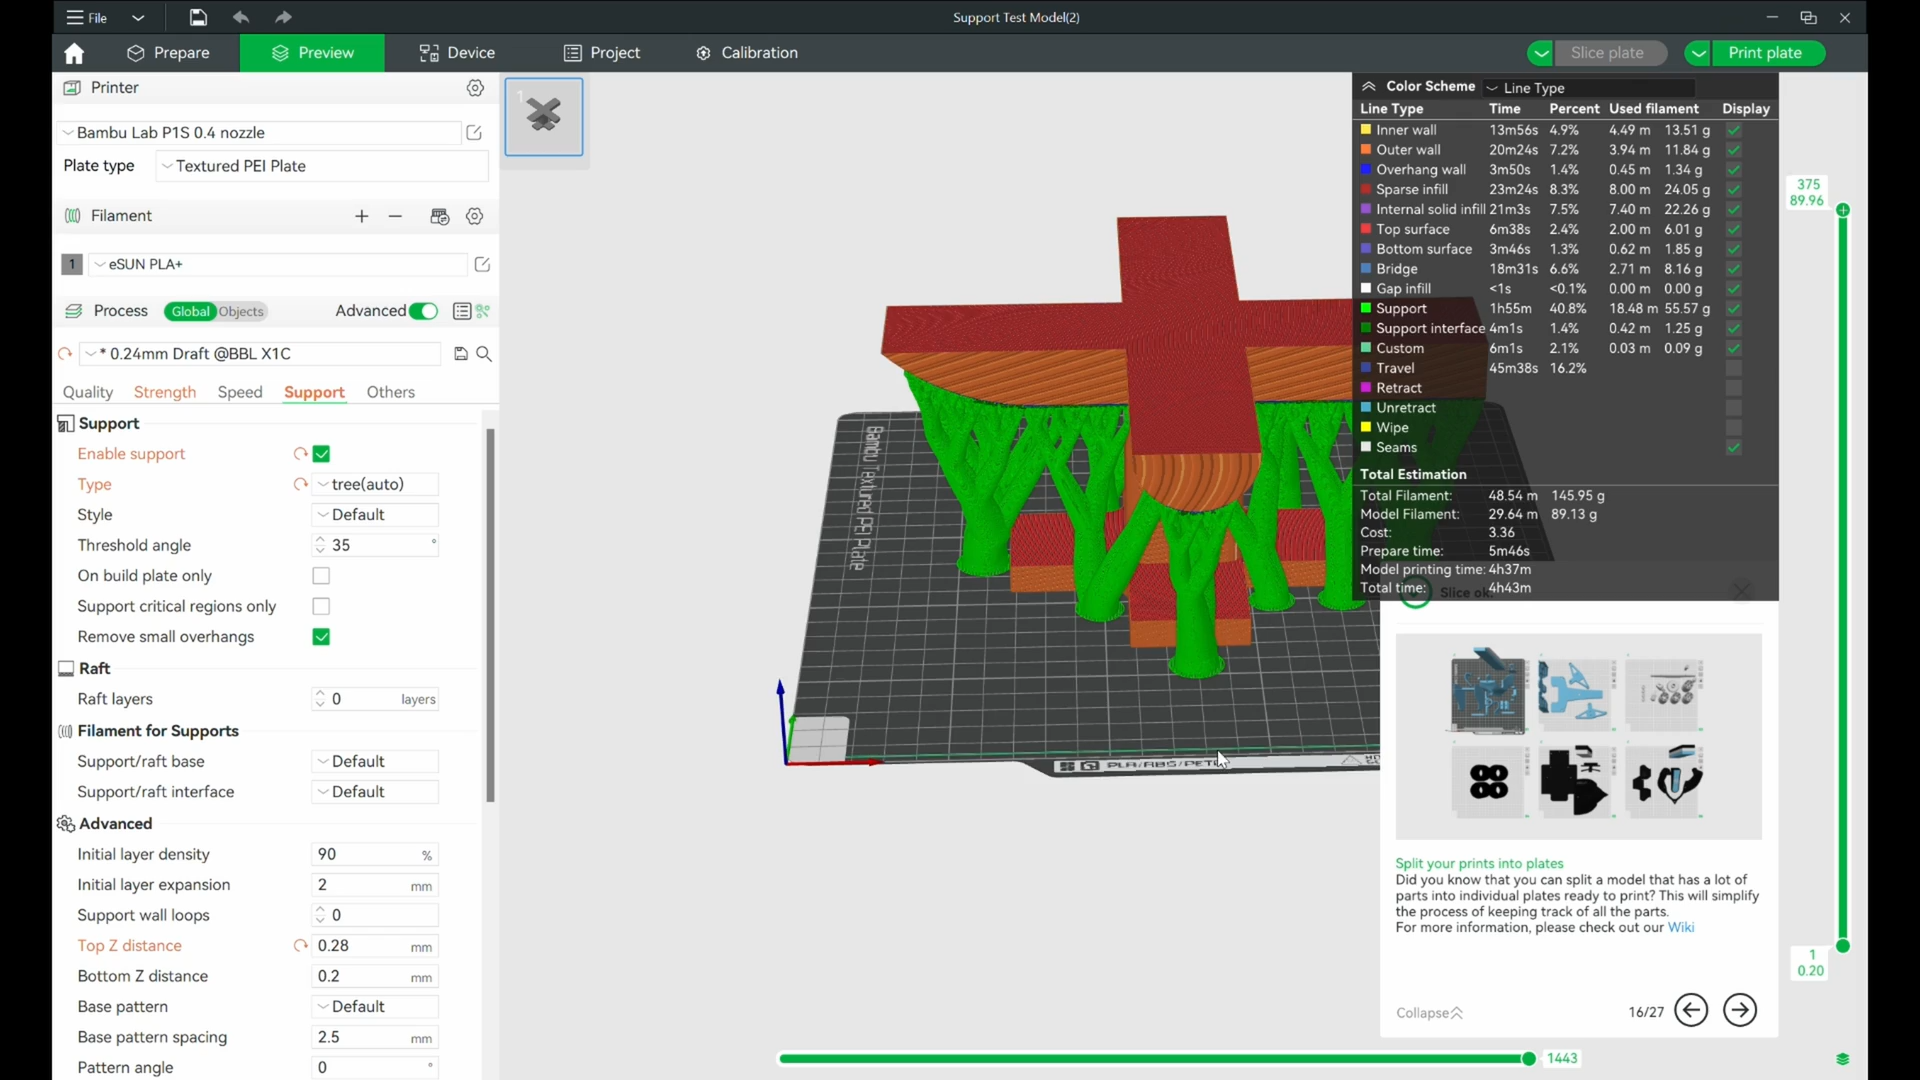 File
Support Test Model(2)
Prepare
Preview
Device
Project
Calibration
Slice plate
Print plate
Printer
Bambu Lab P1S 0.4 nozzle
Plate type
Textured PEI Plate
Filament
1
eSUN PLA+
Process
Global
Objects
Advanced
* 0.24mm Draft @BBL X1C
Quality
Strength
Speed
Support
Others
Support
Enable support
Type tree(auto)
Style Default
Threshold angle 35 °
On build plate only
Support critical regions only
Remove small overhangs
Raft
Raft layers 0 layers
Filament for Supports
Support/raft base Default
Support/raft interface Default
Advanced
Initial layer density 90 %
Initial layer expansion 2 mm
Support wall loops 0
Top Z distance 0.28 mm
Bottom Z distance 0.2 mm
Base pattern Default
Base pattern spacing 2.5 mm
Pattern angle 0 °
1
Bambu Textured PEI Plate
PLA/ABS/PETG
Color Scheme Line Type
Line Type Time Percent Used filament Display
Inner wall 13m56s 4.9% 4.49 m 13.51 g
Outer wall 20m24s 7.2% 3.94 m 11.84 g
Overhang wall 3m50s 1.4% 0.45 m 1.34 g
Sparse infill 23m24s 8.3% 8.00 m 24.05 g
Internal solid infill 21m3s 7.5% 7.40 m 22.26 g
Top surface 6m38s 2.4% 2.00 m 6.01 g
Bottom surface 3m46s 1.3% 0.62 m 1.85 g
Bridge 18m31s 6.6% 2.71 m 8.16 g
Gap infill <1s <0.1% 0.00 m 0.00 g
Support 1h55m 40.8% 18.48 m 55.57 g
Support interface 4m1s 1.4% 0.42 m 1.25 g
Custom 6m1s 2.1% 0.03 m 0.09 g
Travel 45m38s 16.2%
Retract
Unretract
Wipe
Seams
Total Estimation
Total Filament: 48.54 m 145.95 g
Model Filament: 29.64 m 89.13 g
Cost: 3.36
Prepare time: 5m46s
Model printing time: 4h37m
Total time: 4h43m
Slice ok.
375
89.96
Split your prints into plates
Did you know that you can split a model that has a lot of
parts into individual plates ready to print? This will simplify
the process of keeping track of all the parts.
For more information, please check out our Wiki
1
0.20
Collapse
16/27
1443